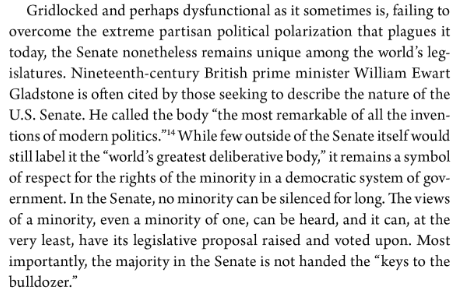 Gridlocked and perhaps dysfunctional as it sometimes is, failing to
overcome the extreme partisan political polarization that plagues it
today, the Senate nonetheless remains unique among the world's leg-
islatures. Nineteenth-century British prime minister William Ewart
Gladstone is often cited by those seeking to describe the nature of the
U.S. Senate. He called the body “the most remarkable of all the inven-
tions of modern politics.”14 While few outside of the Senate itself would
still label it the “world's greatest deliberative body,” it remains a symbol
of respect for the rights of the minority in a democratic system of gov-
ernment. In the Senate, no minority can be silenced for long. The views
of a minority, even a minority of one, can be heard, and it can, at the
very least, have its legislative proposal raised and voted upon. Most
importantly, the majority in the Senate is not handed the “keys to the
bulldozer.”